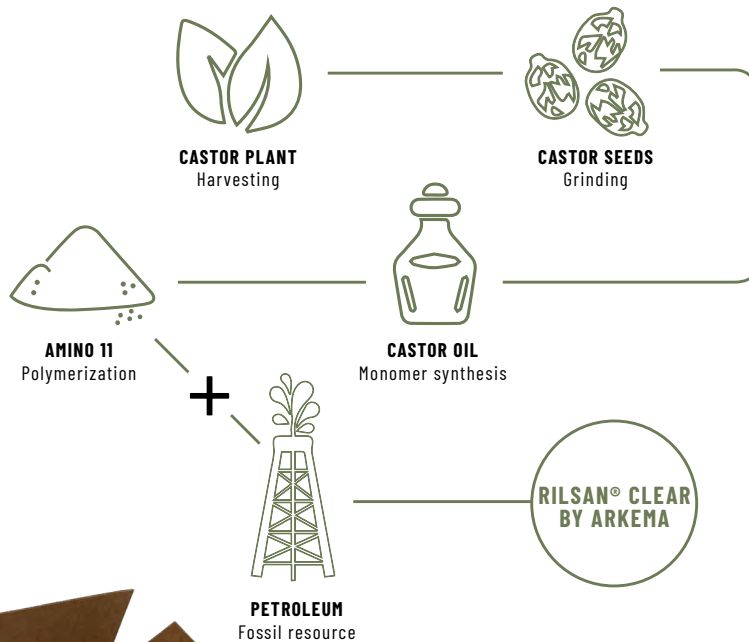 CASTOR PLANT
Harvesting
CASTOR SEEDS
Grinding
CASTOR OIL
Monomer synthesis
AMINO 11
Polymerization
+
PETROLEUM
Fossil resource
RILSAN® CLEAR
BY ARKEMA